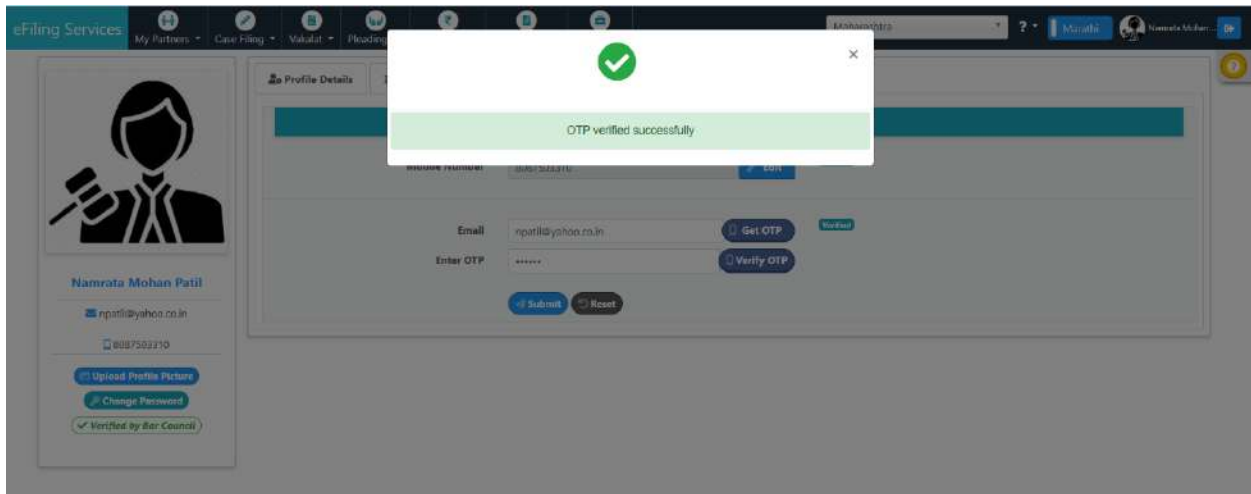 eFiling Services
My Partners
Case Filing
Vakalat
Pleading
Maharashtra
?
Marathi
Namrata Mohan...
Profile Details
×
OTP verified successfully
Mobile Number
Edit
Email
npatil@yahoo.co.in
Get OTP
Verified
Enter OTP
••••••
Verify OTP
Submit
Reset
Namrata Mohan Patil
npatil@yahoo.co.in
8087503310
Upload Profile Picture
Change Password
Verified by Bar Council